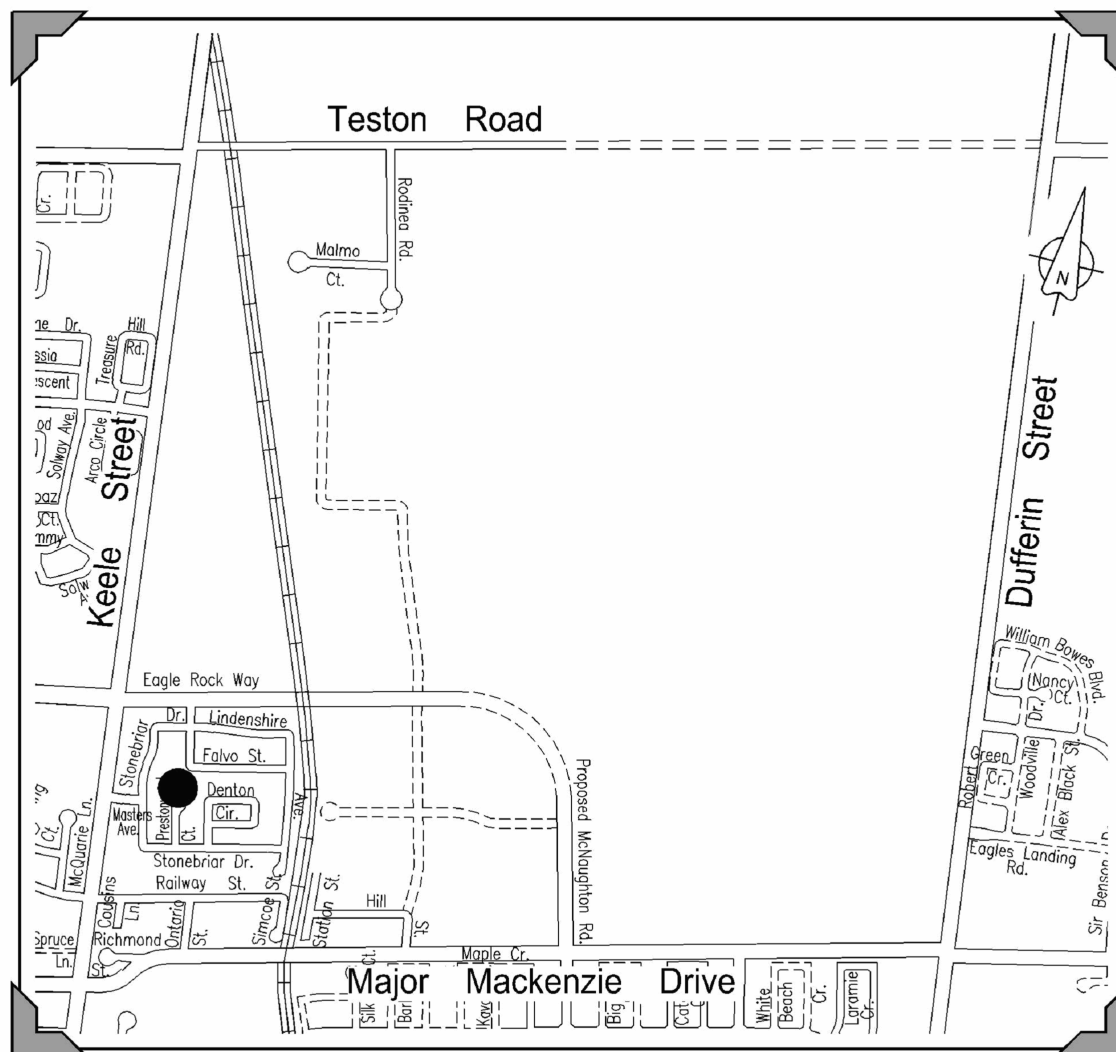 Teston Road
Cr.
Rodinea Rd.
Malmo
Ct.
N
Dr.
Hill
Rd.
Treasure
Solway Ave.
Arco Circle
Keele Street
Dufferin Street
William Bowes Blvd.
Nancy
Ct.
Dr.
Eagle Rock Way
Dr.
Lindenshire
Stonebriar
Falvo St.
Denton
Cir.
Ave.
Masters
Ave.
Preston
Ct.
Stonebriar Dr.
McQuarie Ln.
Ct.
Railway St.
Simcoe St.
Station St.
Hill
St.
Cousins
Ln.
Ontario
St.
Spruce
Ln.
Richmond
St.
Proposed McNaughton Rd.
Robert Green
Cr.
Woodville
Alex Black St.
Eagles Landing
Rd.
Sir Benson
Maple Cr.
Ct.
Major Mackenzie Drive
Silk
White
Beach
Cr.
Laramie
Cr.